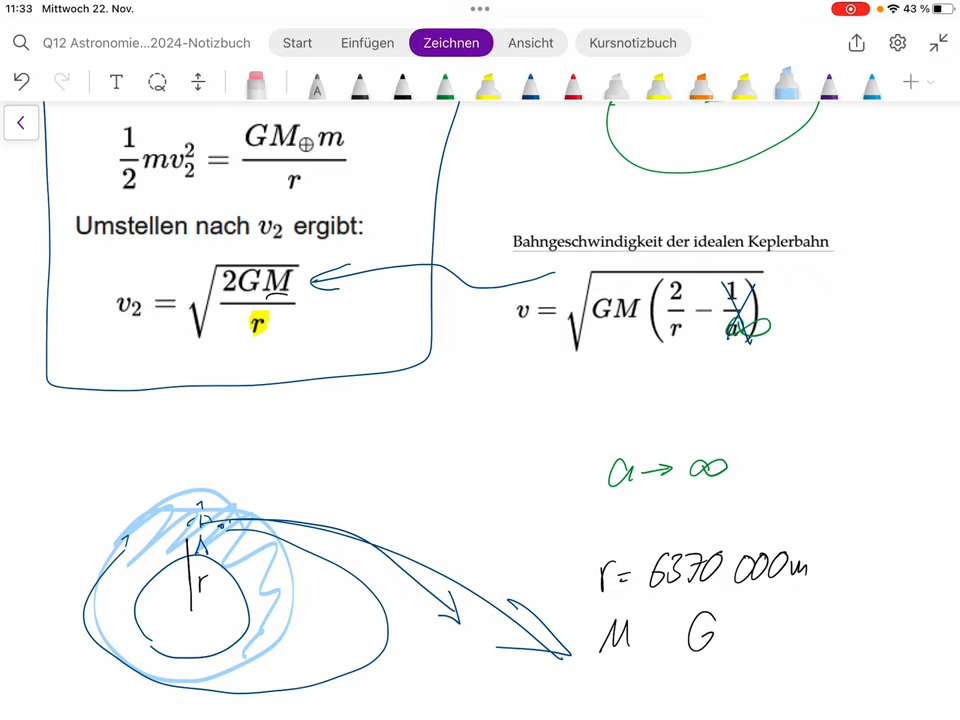 11:33 Mittwoch 22. Nov.
43 %
Q12 Astronomie...2024-Notizbuch
Start Einfügen Zeichnen Ansicht Kursnotizbuch
T A
1/2 mv₂² = GM⊕m/r
Umstellen nach v₂ ergibt:
v₂ = √(2GM/r)
Bahngeschwindigkeit der idealen Keplerbahn
v = √(GM (2/r − 1/a)) ∞
a → ∞
r
r = 6370 000m
M G